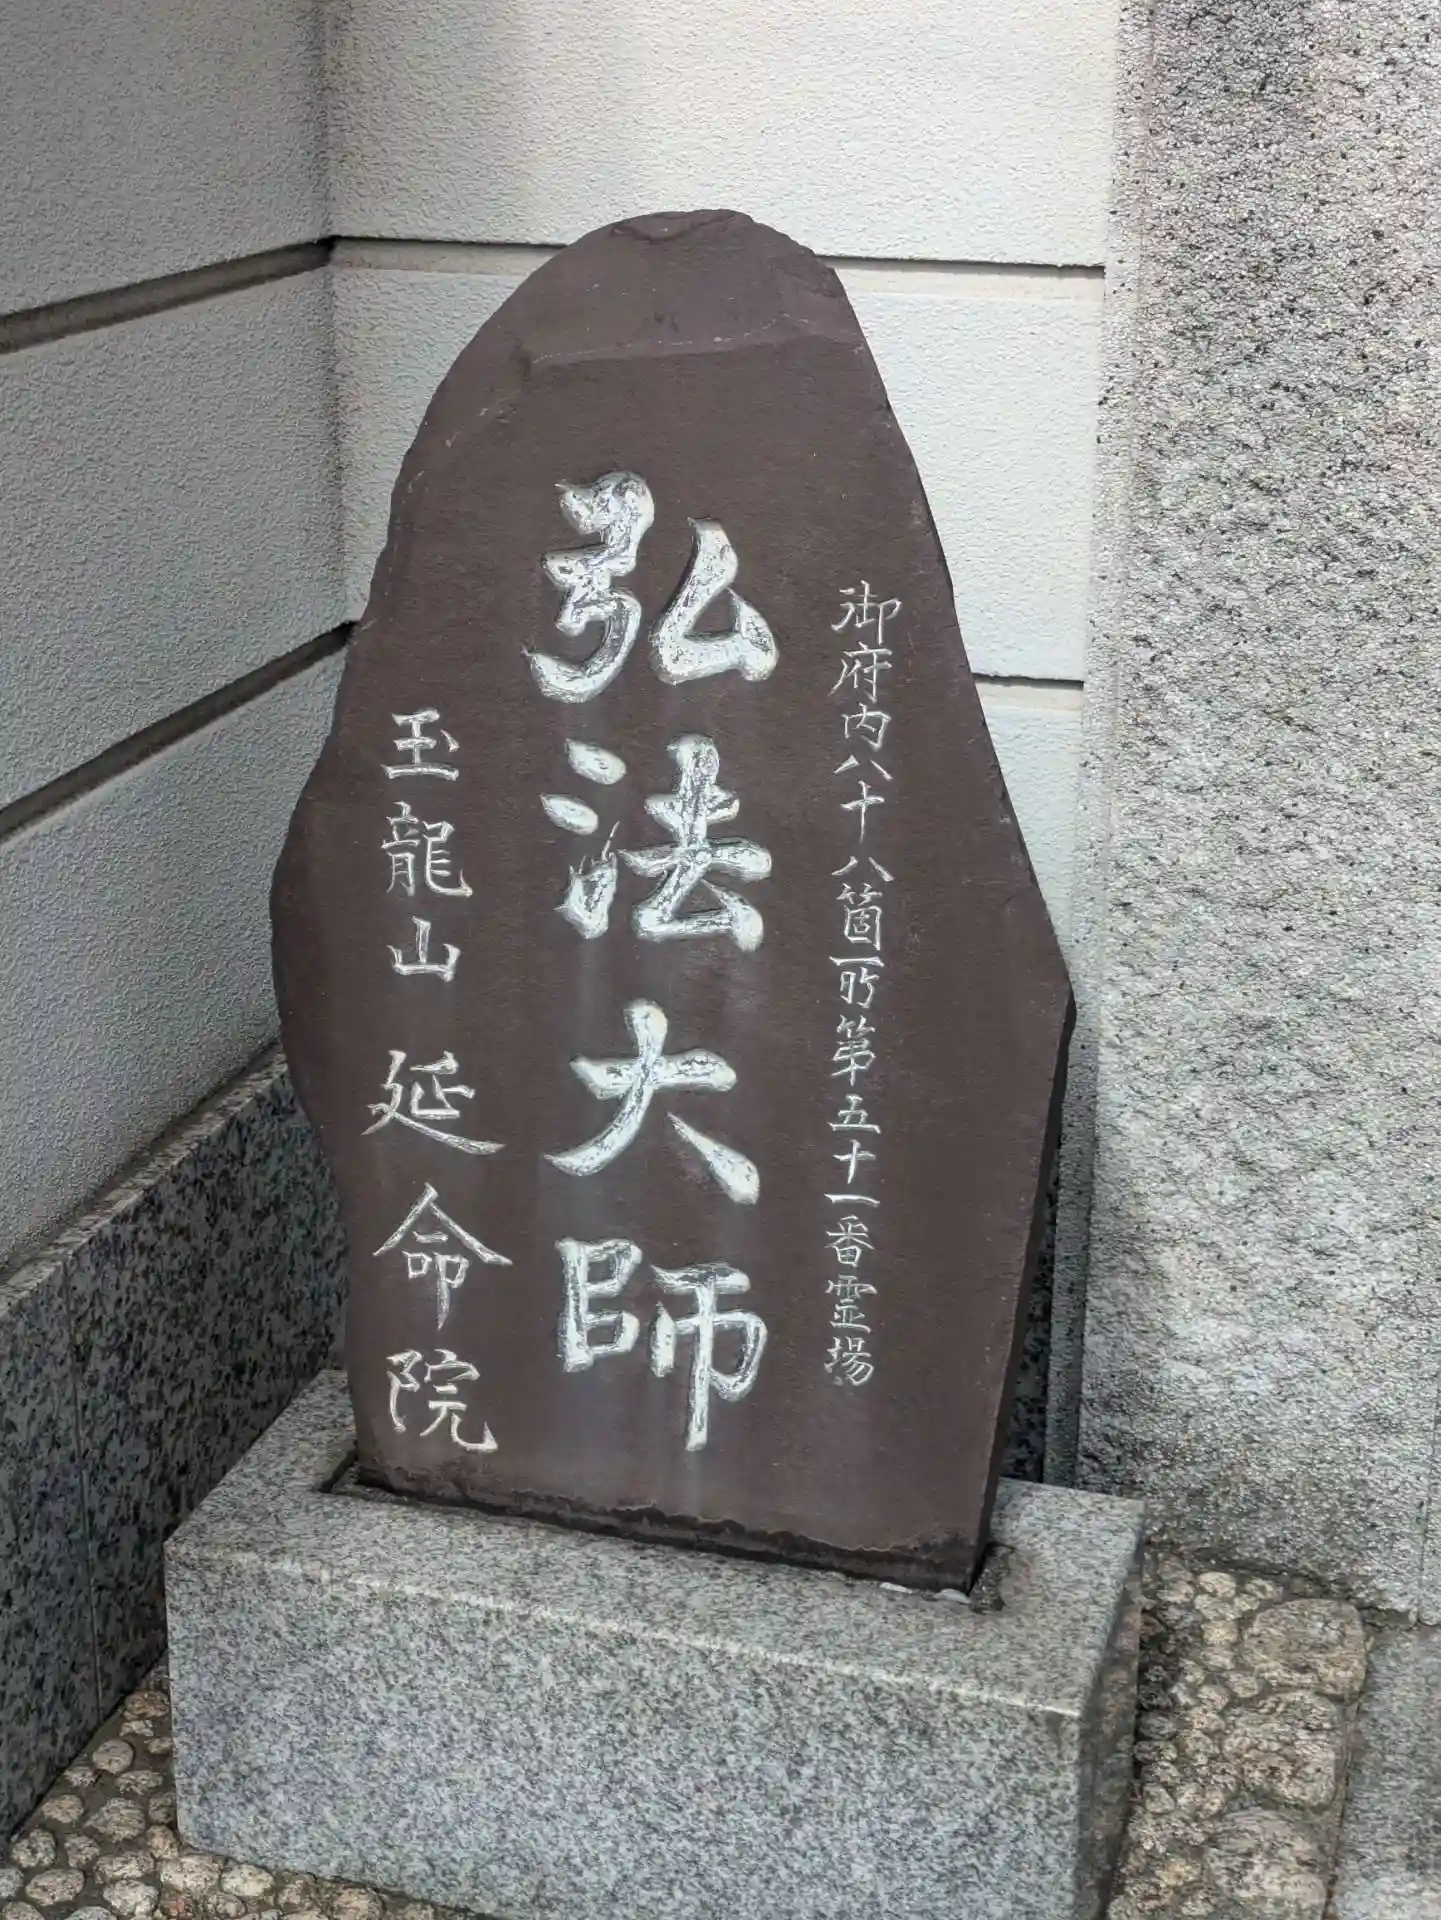 御府内八十八箇所第五十一番霊場
弘法大師
玉龍山 延命院